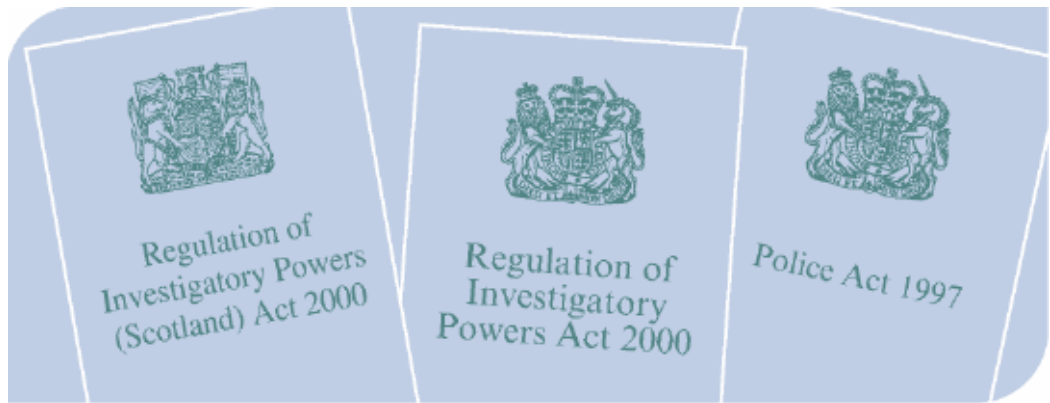 Regulation of
Investigatory Powers
(Scotland) Act 2000
Regulation of
Investigatory
Powers Act 2000
Police Act 1997